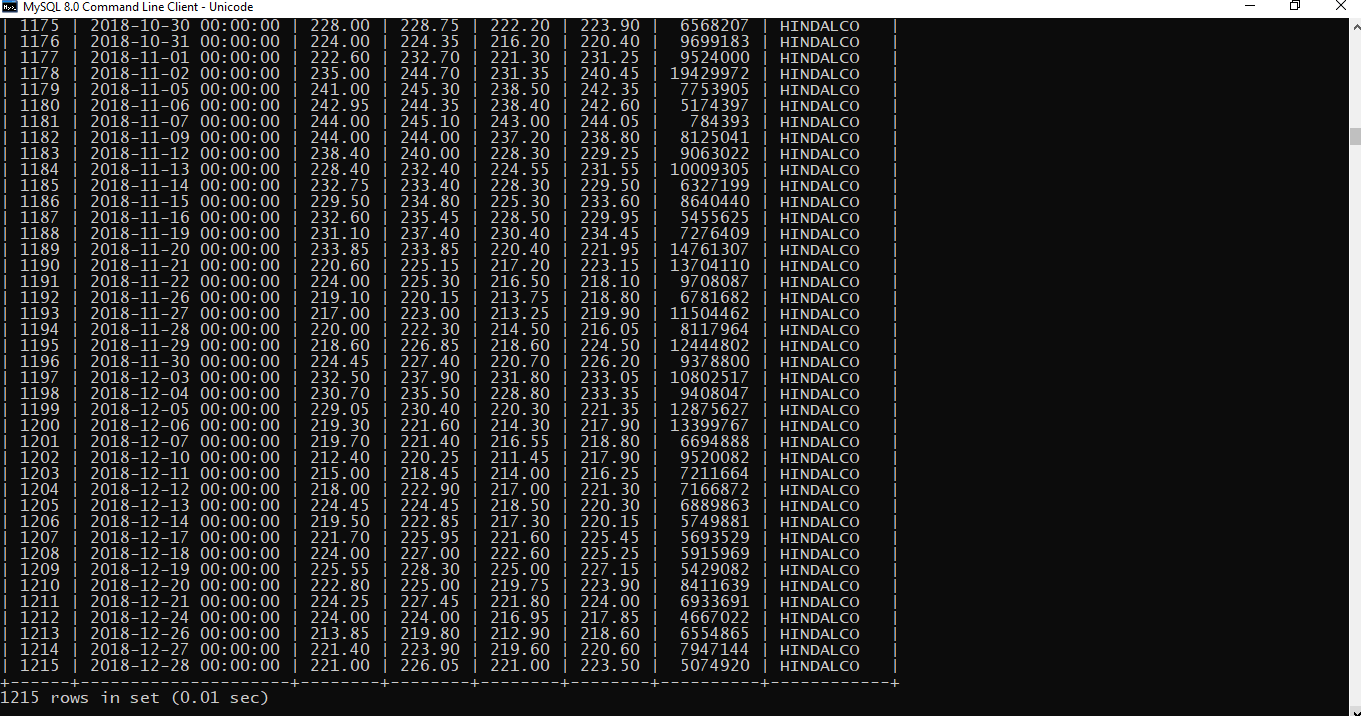 MySQL 8.0 Command Line Client - Unicode
| 1175 | 2018-10-30 00:00:00 | 228.00 | 228.75 | 222.20 | 223.90 | 6568207 | HINDALCO |
| 1176 | 2018-10-31 00:00:00 | 224.00 | 224.35 | 216.20 | 220.40 | 9699183 | HINDALCO |
| 1177 | 2018-11-01 00:00:00 | 222.60 | 232.70 | 221.30 | 231.25 | 9524000 | HINDALCO |
| 1178 | 2018-11-02 00:00:00 | 235.00 | 244.70 | 231.35 | 240.45 | 19429972 | HINDALCO |
| 1179 | 2018-11-05 00:00:00 | 241.00 | 245.30 | 238.50 | 242.35 | 7753905 | HINDALCO |
| 1180 | 2018-11-06 00:00:00 | 242.95 | 244.35 | 238.40 | 242.60 | 5174397 | HINDALCO |
| 1181 | 2018-11-07 00:00:00 | 244.00 | 245.10 | 243.00 | 244.05 | 784393 | HINDALCO |
| 1182 | 2018-11-09 00:00:00 | 244.00 | 244.00 | 237.20 | 238.80 | 8125041 | HINDALCO |
| 1183 | 2018-11-12 00:00:00 | 238.40 | 240.00 | 228.30 | 229.25 | 9063022 | HINDALCO |
| 1184 | 2018-11-13 00:00:00 | 228.40 | 232.40 | 224.55 | 231.55 | 10009305 | HINDALCO |
| 1185 | 2018-11-14 00:00:00 | 232.75 | 233.40 | 228.30 | 229.50 | 6327199 | HINDALCO |
| 1186 | 2018-11-15 00:00:00 | 229.50 | 234.80 | 225.30 | 233.60 | 8640440 | HINDALCO |
| 1187 | 2018-11-16 00:00:00 | 232.60 | 235.45 | 228.50 | 229.95 | 5455625 | HINDALCO |
| 1188 | 2018-11-19 00:00:00 | 231.10 | 237.40 | 230.40 | 234.45 | 7276409 | HINDALCO |
| 1189 | 2018-11-20 00:00:00 | 233.85 | 233.85 | 220.40 | 221.95 | 14761307 | HINDALCO |
| 1190 | 2018-11-21 00:00:00 | 220.60 | 225.15 | 217.20 | 223.15 | 13704110 | HINDALCO |
| 1191 | 2018-11-22 00:00:00 | 224.00 | 225.30 | 216.50 | 218.10 | 9708087 | HINDALCO |
| 1192 | 2018-11-26 00:00:00 | 219.10 | 220.15 | 213.75 | 218.80 | 6781682 | HINDALCO |
| 1193 | 2018-11-27 00:00:00 | 217.00 | 223.00 | 213.25 | 219.90 | 11504462 | HINDALCO |
| 1194 | 2018-11-28 00:00:00 | 220.00 | 222.30 | 214.50 | 216.05 | 8117964 | HINDALCO |
| 1195 | 2018-11-29 00:00:00 | 218.60 | 226.85 | 218.60 | 224.50 | 12444802 | HINDALCO |
| 1196 | 2018-11-30 00:00:00 | 224.45 | 227.40 | 220.70 | 226.20 | 9378800 | HINDALCO |
| 1197 | 2018-12-03 00:00:00 | 232.50 | 237.90 | 231.80 | 233.05 | 10802517 | HINDALCO |
| 1198 | 2018-12-04 00:00:00 | 230.70 | 235.50 | 228.80 | 233.35 | 9408047 | HINDALCO |
| 1199 | 2018-12-05 00:00:00 | 229.05 | 230.40 | 220.30 | 221.35 | 12875627 | HINDALCO |
| 1200 | 2018-12-06 00:00:00 | 219.30 | 221.60 | 214.30 | 217.90 | 13399767 | HINDALCO |
| 1201 | 2018-12-07 00:00:00 | 219.70 | 221.40 | 216.55 | 218.80 | 6694888 | HINDALCO |
| 1202 | 2018-12-10 00:00:00 | 212.40 | 220.25 | 211.45 | 217.90 | 9520082 | HINDALCO |
| 1203 | 2018-12-11 00:00:00 | 215.00 | 218.45 | 214.00 | 216.25 | 7211664 | HINDALCO |
| 1204 | 2018-12-12 00:00:00 | 218.00 | 222.90 | 217.00 | 221.30 | 7166872 | HINDALCO |
| 1205 | 2018-12-13 00:00:00 | 224.45 | 224.45 | 218.50 | 220.30 | 6889863 | HINDALCO |
| 1206 | 2018-12-14 00:00:00 | 219.50 | 222.85 | 217.30 | 220.15 | 5749881 | HINDALCO |
| 1207 | 2018-12-17 00:00:00 | 221.70 | 225.95 | 221.60 | 225.45 | 5693529 | HINDALCO |
| 1208 | 2018-12-18 00:00:00 | 224.00 | 227.00 | 222.60 | 225.25 | 5915969 | HINDALCO |
| 1209 | 2018-12-19 00:00:00 | 225.55 | 228.30 | 225.00 | 227.15 | 5429082 | HINDALCO |
| 1210 | 2018-12-20 00:00:00 | 222.80 | 225.00 | 219.75 | 223.90 | 8411639 | HINDALCO |
| 1211 | 2018-12-21 00:00:00 | 224.25 | 227.45 | 221.80 | 224.00 | 6933691 | HINDALCO |
| 1212 | 2018-12-24 00:00:00 | 224.00 | 224.00 | 216.95 | 217.85 | 4667022 | HINDALCO |
| 1213 | 2018-12-26 00:00:00 | 213.85 | 219.80 | 212.90 | 218.60 | 6554865 | HINDALCO |
| 1214 | 2018-12-27 00:00:00 | 221.40 | 223.90 | 219.60 | 220.60 | 7947144 | HINDALCO |
| 1215 | 2018-12-28 00:00:00 | 221.00 | 226.05 | 221.00 | 223.50 | 5074920 | HINDALCO |
+------+---------------------+--------+--------+--------+--------+----------+------------+
1215 rows in set (0.01 sec)